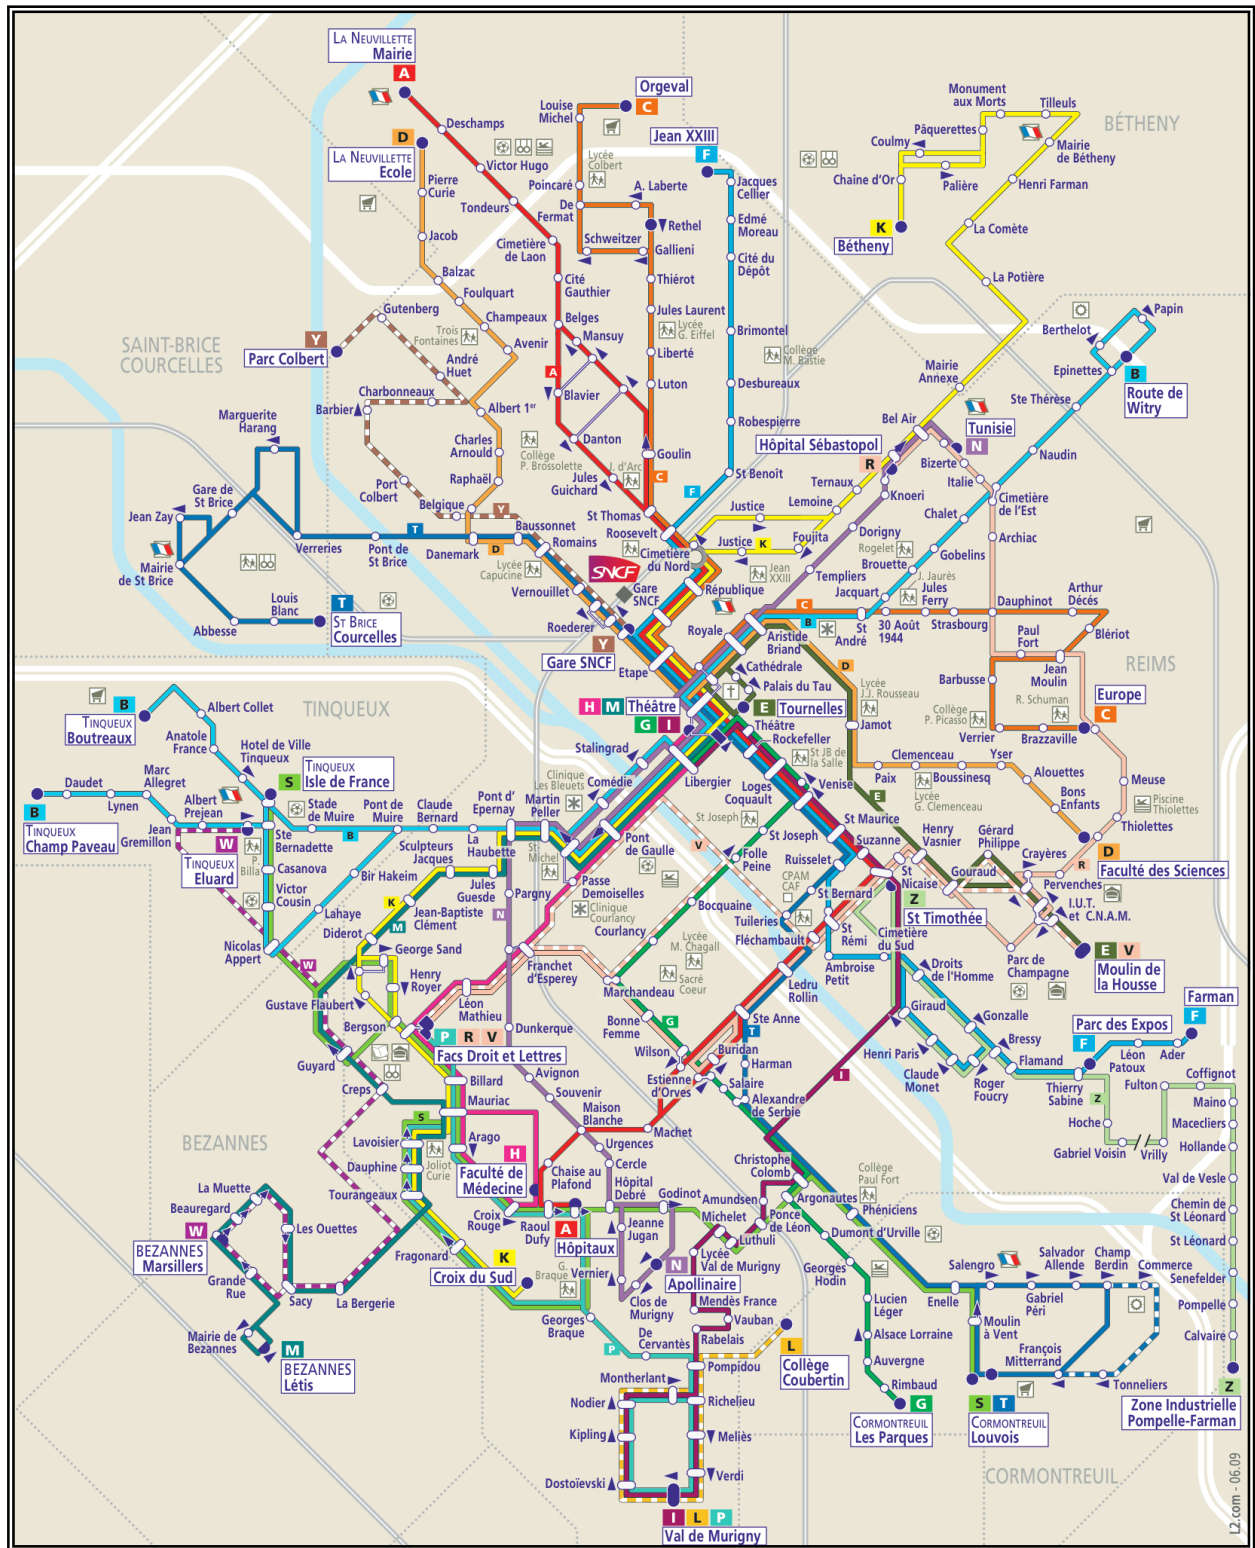 LA NEUVILLETTE
Mairie
A
Deschamps
D
LA NEUVILLETTE
Ecole
Victor Hugo
Pierre
Curie
Tondeurs
Jacob
Cimetière
de Laon
Balzac
Cité
Gauthier
Foulquart
Champeaux
Belges
Mansuy
Avenir
Trois
Fontaines
Gutenberg
Y
Parc Colbert
André
Huet
Charbonneaux
Barbier
Albert 1er
A
Blavier
Charles
Arnould
Danton
Collège
P. Brossolette
J. d'Arc
Goulin
C
Jules
Guichard
Raphaël
Port
Colbert
Belgique
Y
St Thomas
Louise
Michel
Orgeval
C
Jean XXIII
F
Lycée
Colbert
Poincaré
A. Laberte
De
Fermat
Rethel
Schweitzer
Gallieni
Thiérot
Jules Laurent
Lycée
G. Eiffel
Liberté
Luton
Jacques
Cellier
Edmé
Moreau
Cité du
Dépôt
Brimontel
Collège
M. Bastie
Desbureaux
Robespierre
St Benoît
F
Monument
aux Morts
Tilleuls
BÉTHENY
Pâquerettes
Coulmy
Mairie
de Bétheny
Chaîne d'Or
Palière
Henri Farman
K
Bétheny
La Comète
La Potière
Papin
Berthelot
Epinettes
B
Route de
Witry
Mairie
Annexe
Ste Thérèse
Bel Air
Tunisie
N
Hôpital Sébastopol
R
Bizerte
Naudin
Italie
Ternaux
Knoeri
Lemoine
Cimetière
de l'Est
Justice
Chalet
Dorigny
Foujita
Archiac
Justice
K
Rogelet
Brouette
Gobelins
Jean
XXIII
Templiers
J. Jaurès
Jules
Ferry
Jacquart
Arthur
Décés
Dauphinot
SAINT-BRICE
COURCELLES
Marguerite
Harang
Gare de
St Brice
Jean Zay
Verreries
T
Pont de
St Brice
Danemark
D
Baussonnet
Romains
Roosevelt
Cimetière
du Nord
Mairie
de St Brice
Lycée
Capucine
SNCF
Vernouillet
Gare
SNCF
République
Louis
Blanc
Abbesse
T
ST BRICE
Courcelles
Roederer
Y
Gare SNCF
Etape
Royale
C
B
Aristide
Briand
St
André
30 Août
1944
Strasbourg
Blériot
Paul
Fort
Jean
Moulin
REIMS
D
Cathédrale
Palais du Tau
Lycée
J.J. Rousseau
Barbusse
R. Schuman
Europe
C
Collège
P. Picasso
Verrier
Brazzaville
H
M
Théâtre
G
I
E
Tournelles
Théâtre
Jamot
TINQUEUX
B
TINQUEUX
Boutreaux
Albert Collet
Anatole
France
Hotel de Ville
Tinqueux
S
TINQUEUX
Isle de France
Daudet
Marc
Allegret
Lynen
Albert
Prejean
B
TINQUEUX
Champ Paveau
Jean
Gremillon
W
TINQUEUX
Eluard
Stade
de Muire
Pont de
Muire
Claude
Bernard
B
Ste
Bernadette
P.
Billard
Casanova
Victor
Cousin
Bir Hakeim
Lahaye
Nicolas
Appert
W
Stalingrad
Clinique
Les Bleuets
Comédie
Libergier
Pont d'
Epernay
Martin
Peller
La
Haubette
Sculpteurs
Jacques
Jules
Guesde
K
M
Jean-Baptiste
Clément
Diderot
George Sand
Henry
Royer
Gustave Flaubert
Bergson
Guyard
Creps
Pargny
N
St-
Michel
Pont
de Gaulle
Passe
Demoiselles
Clinique
Courlancy
Courlancy
Franchet
d'Esperey
Léon
Mathieu
P R V
Facs Droit et Lettres
Dunkerque
Rockefeller
St JB de
la Salle
Loges
Coquault
Venise
St Joseph
St Joseph
V
Folle
Peine
Bocquaine
Lycée
M. Chagall
Sacré
Coeur
Marchandeau
Bonne
Femme
G
Wilson
Estienne
d'Orves
St Maurice
Suzanne
Ruisselet
CPAM
CAF
St Bernard
Tuileries
Fléchambault
St
Rémi
Ambroise
Petit
Ledru
Rollin
Ste Anne
T
Buridan
Harman
Salaire
Alexandre
de Serbie
Paix
Clemenceau
Boussinesq
Yser
Lycée
G. Clemenceau
Alouettes
Bons
Enfants
Meuse
Piscine
Thiolettes
Thiolettes
E
Henry
Vasnier
Gérard
Philippe
Crayères
D
Faculté des Sciences
R
Gouraud
Pervenches
St
Nicaise
Z
St Timothée
I.U.T.
et C.N.A.M.
Cimetière
du Sud
Parc de
Champagne
E V
Moulin de
la Housse
Droits
de l'Homme
Giraud
Gonzalle
Bressy
Henri Paris
Claude
Monet
Roger
Foucry
Flamand
Parc des Expos
F
Farman
F
Léon
Patoux
Ader
Thierry
Sabine
Fulton
Coffignot
Z
Hoche
Maino
Macecliers
Hollande
Gabriel Voisin
Vrilly
Val de Vesle
Chemin de
St Léonard
St Léonard
Senefelder
Pompelle
Calvaire
Z
Zone Industrielle
Pompelle-Farman
BEZANNES
Billard
Mauriac
Avignon
Souvenir
Maison
Blanche
Urgences
Machet
I
S
Lavoisier
Joliot
Curie
Arago
H
Faculté de
Médecine
Chaise au
Plafond
Cercle
Hôpital
Debré
Dauphine
Tourangeaux
Croix
Rouge
Raoul
Dufy
A
Hôpitaux
Godinot
Jeanne
Jugan
N
Apollinaire
Clos de
Murigny
Christophe
Colomb
Amundsen
Michelet
Ponce
de Léon
Luthuli
Lycée
Val de Murigny
Argonautes
Collège
Paul Fort
Phéniciens
Dumont d'Urville
Georges
Hodin
Lucien
Léger
Alsace Lorraine
Auvergne
Rimbaud
G
CORMONTREUIL
Les Parques
La Muette
Beauregard
W
BEZANNES
Marsillers
Les Ouettes
Grande
Rue
Sacy
La Bergerie
Mairie de
Bezannes
M
BEZANNES
Létis
Fragonard
K
Croix du Sud
G.
Braque
Vernier
Georges
Braque
P
De
Cervantès
Mendès France
Vauban
Rabelais
Pompidou
L
Collège
Coubertin
Montherlant
Nodier
Richelieu
Kipling
Meliès
Dostoïevski
Verdi
I L P
Val de Murigny
Salengro
Salvador
Allende
Champ
Berdin
Commerce
Enelle
Gabriel
Péri
Moulin
à Vent
François
Mitterrand
Tonneliers
S T
CORMONTREUIL
Louvois
CORMONTREUIL
L2.com - 06.09